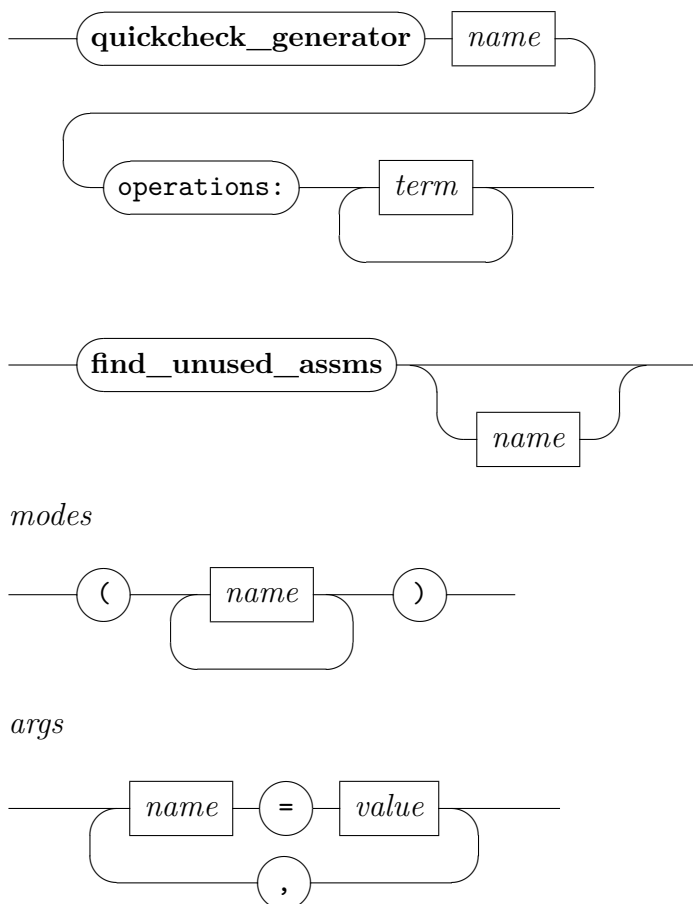 quickcheck_generator name
operations: term
find_unused_assms
name
modes
( name )
args
name = value
,